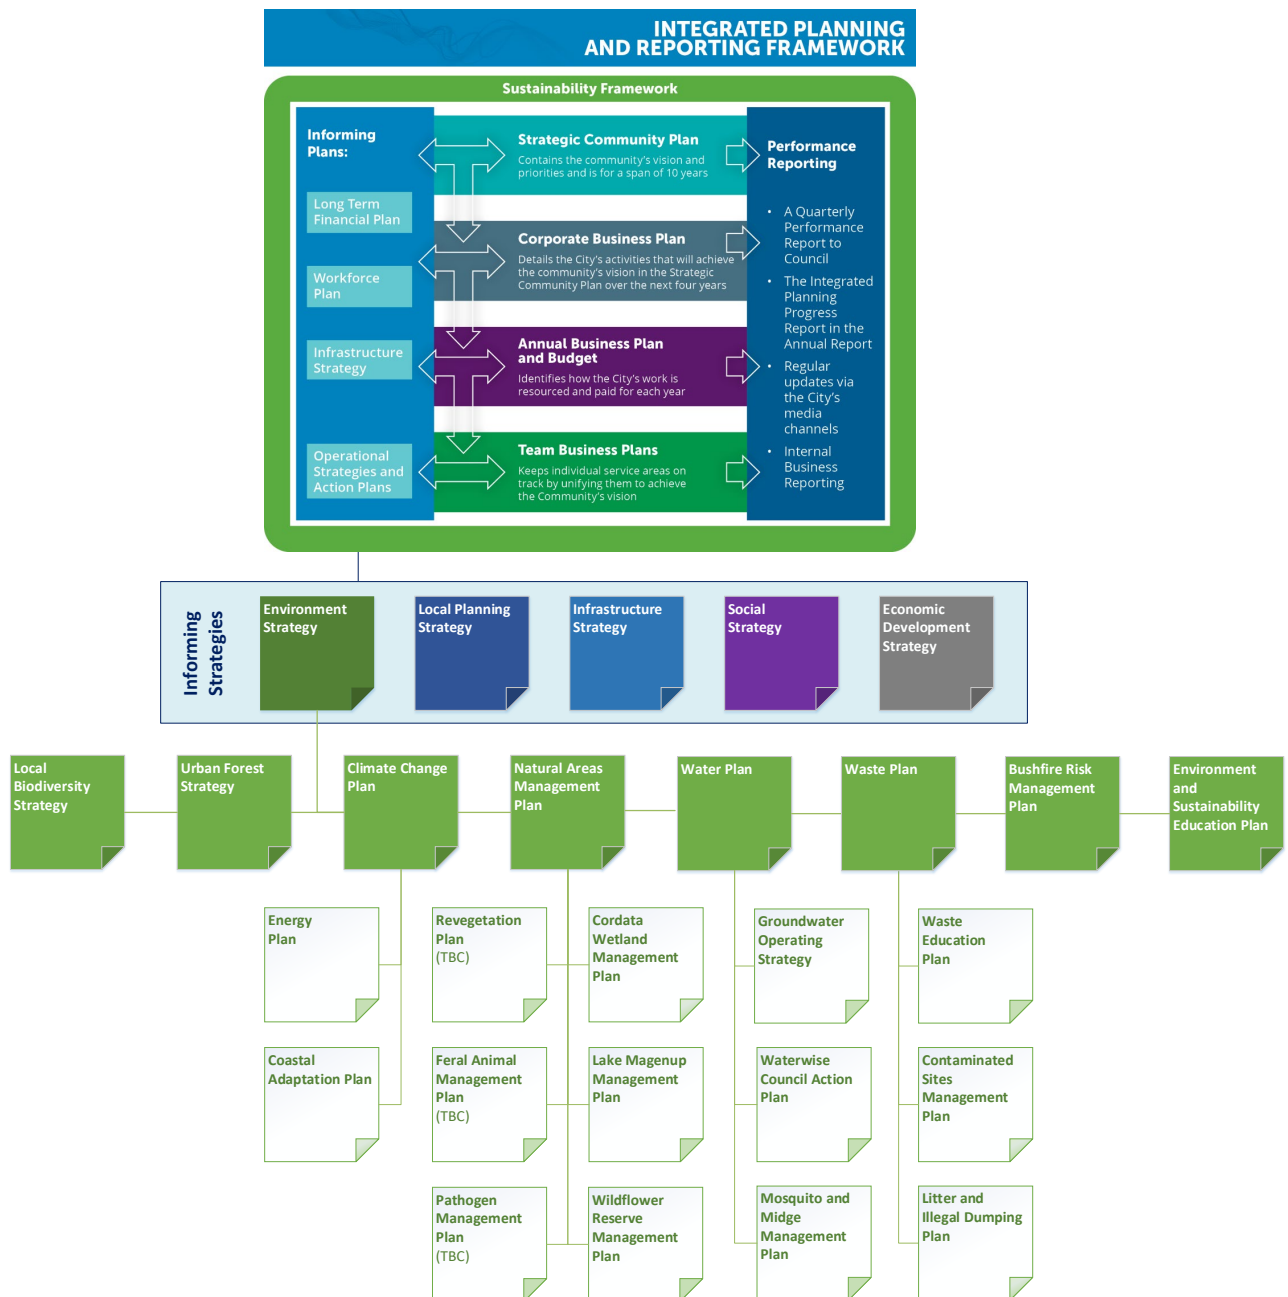 INTEGRATED PLANNING
AND REPORTING FRAMEWORK
Sustainability Framework
Informing
Plans:
Long Term
Financial Plan
Workforce
Plan
Infrastructure
Strategy
Operational
Strategies and
Action Plans
Strategic Community Plan
Contains the community's vision and
priorities and is for a span of 10 years
Corporate Business Plan
Details the City's activities that will achieve
the community's vision in the Strategic
Community Plan over the next four years
Annual Business Plan
and Budget
Identifies how the City's work is
resourced and paid for each year
Team Business Plans
Keeps individual service areas on
track by unifying them to achieve
the Community's vision
Performance
Reporting
• A Quarterly
Performance
Report to
Council
• The Integrated
Planning
Progress
Report in the
Annual Report
• Regular
updates via
the City's
media
channels
• Internal
Business
Reporting
Informing
Strategies
Environment
Strategy
Local Planning
Strategy
Infrastructure
Strategy
Social
Strategy
Economic
Development
Strategy
Local
Biodiversity
Strategy
Urban Forest
Strategy
Climate Change
Plan
Natural Areas
Management
Plan
Water Plan
Waste Plan
Bushfire Risk
Management
Plan
Environment
and
Sustainability
Education Plan
Energy
Plan
Revegetation
Plan
(TBC)
Cordata
Wetland
Management
Plan
Groundwater
Operating
Strategy
Waste
Education
Plan
Coastal
Adaptation Plan
Feral Animal
Management
Plan
(TBC)
Lake Magenup
Management
Plan
Waterwise
Council Action
Plan
Contaminated
Sites
Management
Plan
Pathogen
Management
Plan
(TBC)
Wildflower
Reserve
Management
Plan
Mosquito and
Midge
Management
Plan
Litter and
Illegal Dumping
Plan